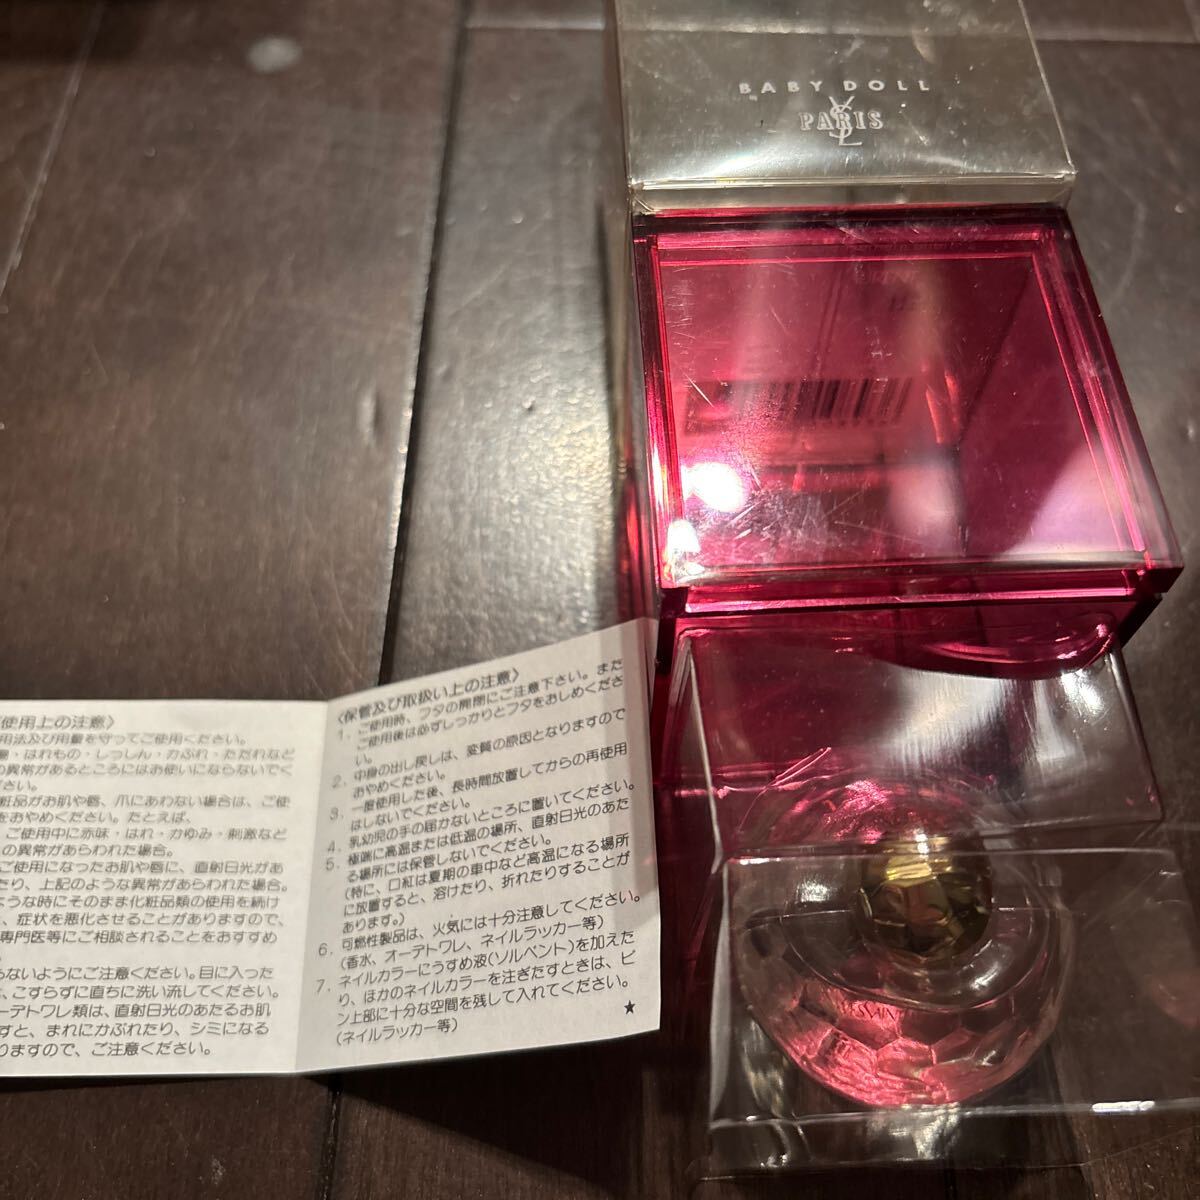 BABY DOLL
YSL
PARIS
使用上の注意〉
用法及び用量を守ってご使用ください。
・はれもの・しっしん・かぶれ・ただれなど
の異常があるところにはお使いにならないでく
ださい。
粧品がお肌や唇、爪にあわない場合は、ご使
をおやめください。たとえば、
ご使用中に赤味・はれ・かゆみ・刺激など
の異常があらわれた場合。
ご使用になったお肌や唇に、直射日光があ
たり、上記のような異常があらわれた場合。
ような時にそのまま化粧品類の使用を続け
、症状を悪化させることがありますので、
専門医等にご相談されることをおすすめ
らないようにご注意ください。目に入った
、こすらずに直ちに洗い流してください。
ーデトワレ類は、直射日光のあたるお肌
すと、まれにかぶれたり、シミになる
りますので、ご注意ください。
〈保管及び取扱い上の注意〉
1. ご使用時、フタの開閉にご注意下さい。また
ご使用後は必ずしっかりとフタをおしめくださ
い。
2. 中身の出し戻しは、変質の原因となりますので
おやめください。
3. 一度使用した後、長時間放置してからの再使用
はしないでください。
4. 乳幼児の手の届かないところに置いてください。
5. 極端に高温または低温の場所、直射日光のあた
る場所には保管しないでください。
(特に、口紅は夏期の車中など高温になる場所
に放置すると、溶けたり、折れたりすることが
あります。)
6. 可燃性製品は、火気には十分注意してください。
(香水、オーデトワレ、ネイルラッカー等)
7. ネイルカラーにうすめ液(ソルベント)を加えた
り、ほかのネイルカラーを注ぎたすときは、ビ
ン上部に十分な空間を残して入れてください。
(ネイルラッカー等)
★